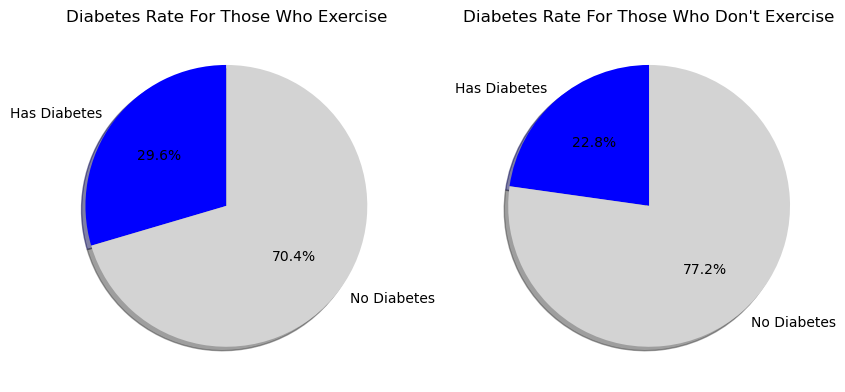 Diabetes Rate For Those Who Exercise
Has Diabetes
29.6%
70.4%
No Diabetes
Diabetes Rate For Those Who Don't Exercise
Has Diabetes
22.8%
77.2%
No Diabetes